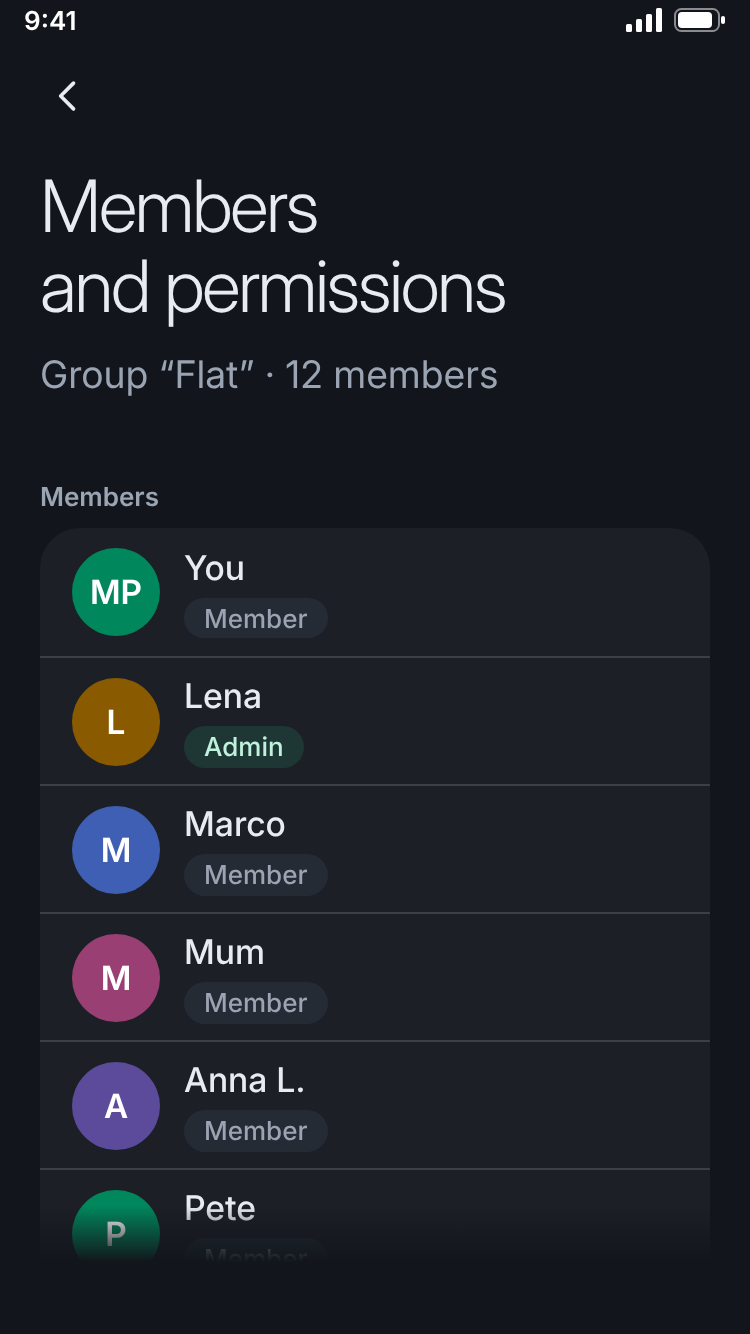 9:41
Members
and permissions
Group “Flat” · 12 members
Members
MP
You
Member
L
Lena
Admin
M
Marco
Member
M
Mum
Member
A
Anna L.
Member
P
Pete
Member